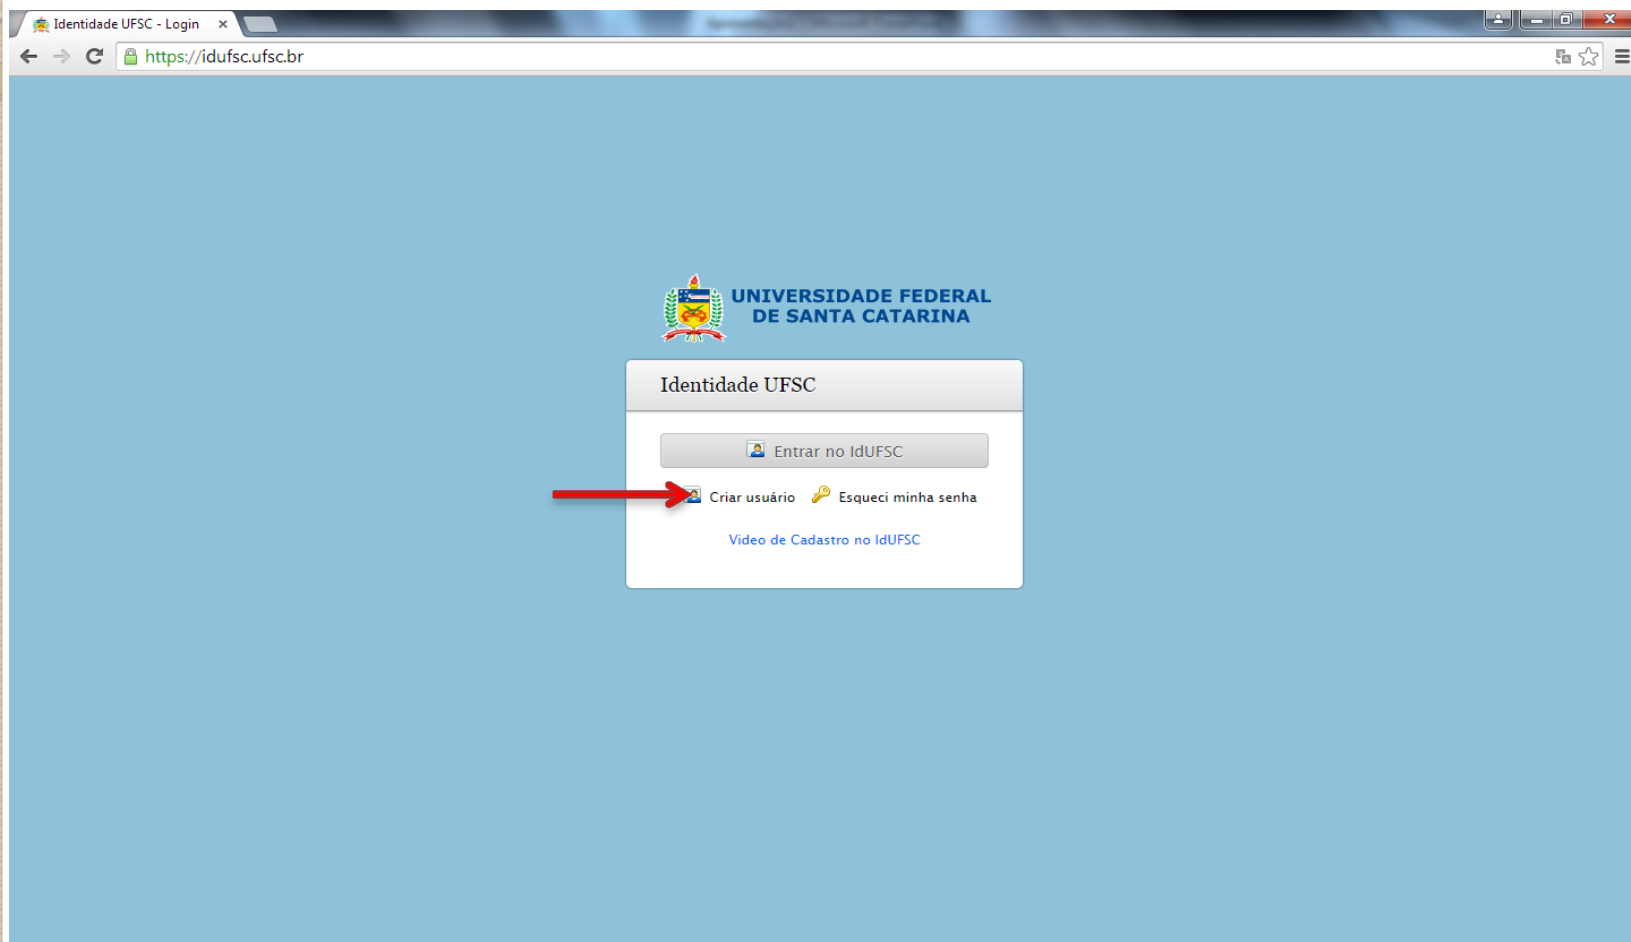 Identidade UFSC - Login
https://idufsc.ufsc.br
UNIVERSIDADE FEDERAL
DE SANTA CATARINA
Identidade UFSC
Entrar no IdUFSC
Criar usuário Esqueci minha senha
Video de Cadastro no IdUFSC